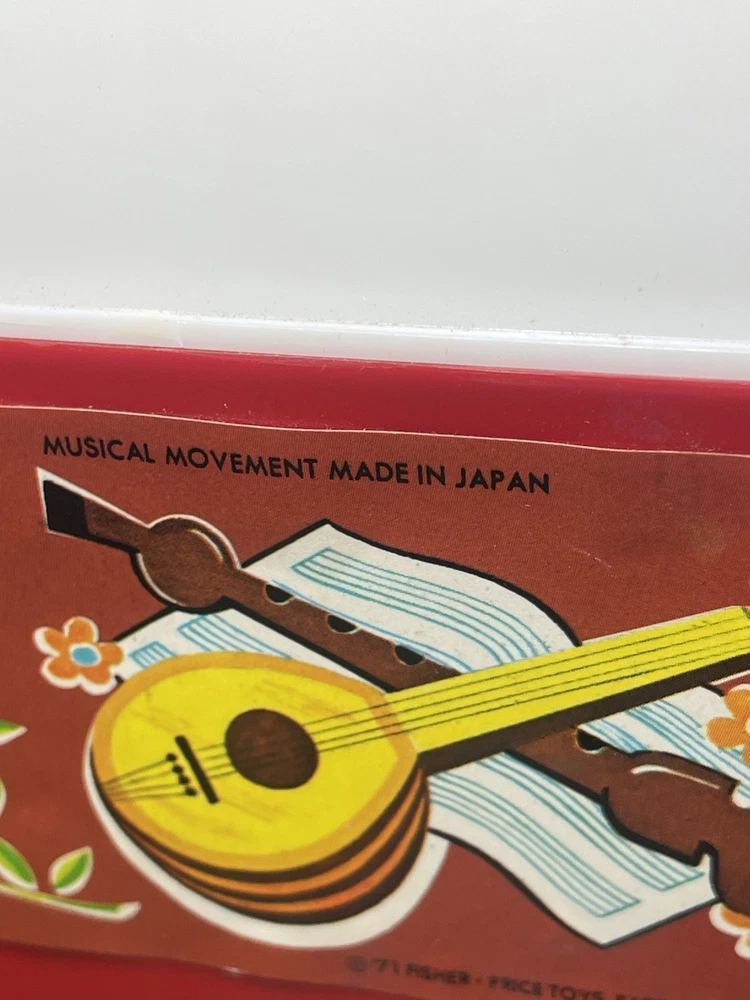 MUSICAL MOVEMENT MADE IN JAPAN
© '71 FISHER-PRICE TOYS,